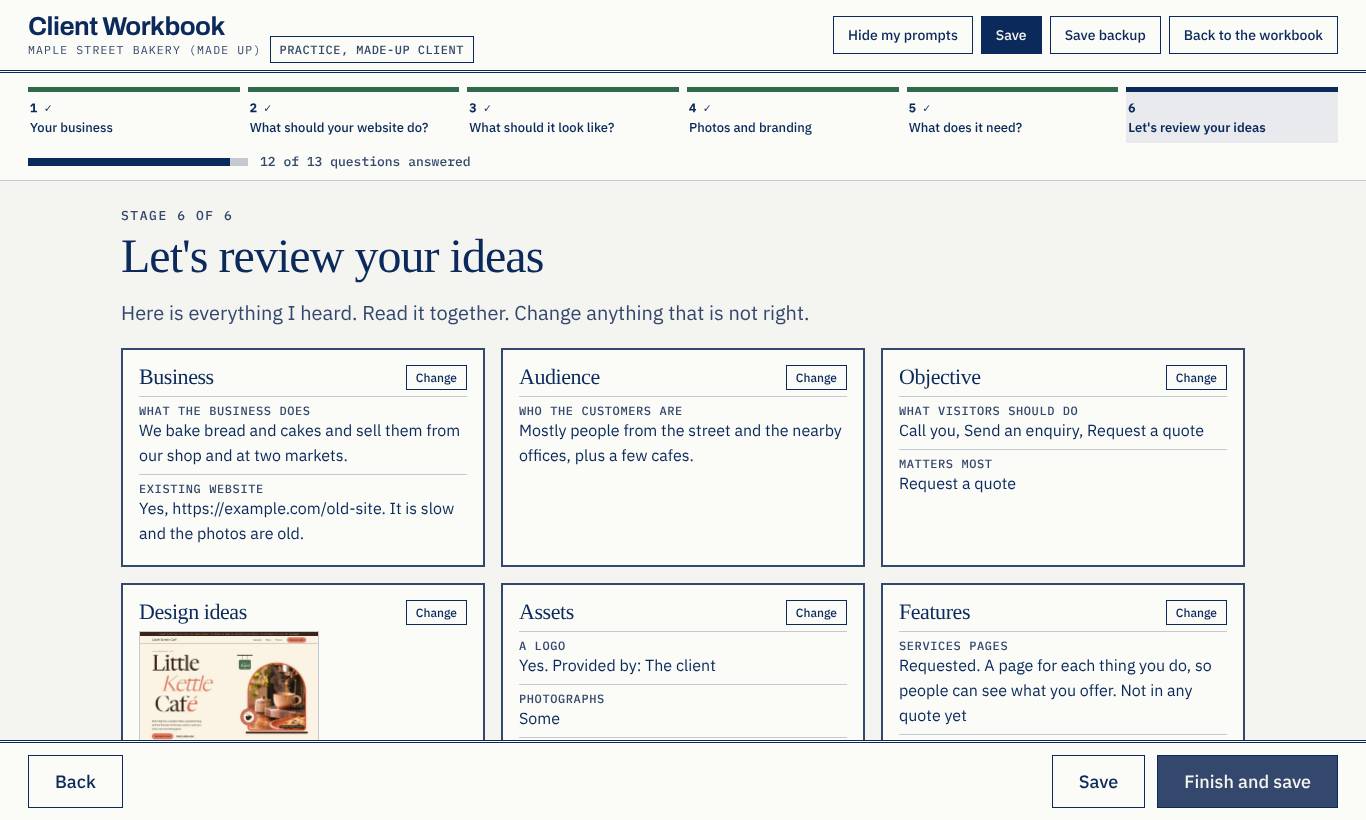 Client Workbook
MAPLE STREET BAKERY (MADE UP)
PRACTICE, MADE-UP CLIENT
Hide my prompts
Save
Save backup
Back to the workbook
1 ✓
Your business
2 ✓
What should your website do?
3 ✓
What should it look like?
4 ✓
Photos and branding
5 ✓
What does it need?
6
Let's review your ideas
12 of 13 questions answered
STAGE 6 OF 6
Let's review your ideas
Here is everything I heard. Read it together. Change anything that is not right.
Business
Change
WHAT THE BUSINESS DOES
We bake bread and cakes and sell them from
our shop and at two markets.
EXISTING WEBSITE
Yes, https://example.com/old-site. It is slow
and the photos are old.
Audience
Change
WHO THE CUSTOMERS ARE
Mostly people from the street and the nearby
offices, plus a few cafes.
Objective
Change
WHAT VISITORS SHOULD DO
Call you, Send an enquiry, Request a quote
MATTERS MOST
Request a quote
Design ideas
Change
Little
Kettle
Café
Assets
Change
A LOGO
Yes. Provided by: The client
PHOTOGRAPHS
Some
Features
Change
SERVICES PAGES
Requested. A page for each thing you do, so
people can see what you offer. Not in any
quote yet
Back
Save
Finish and save